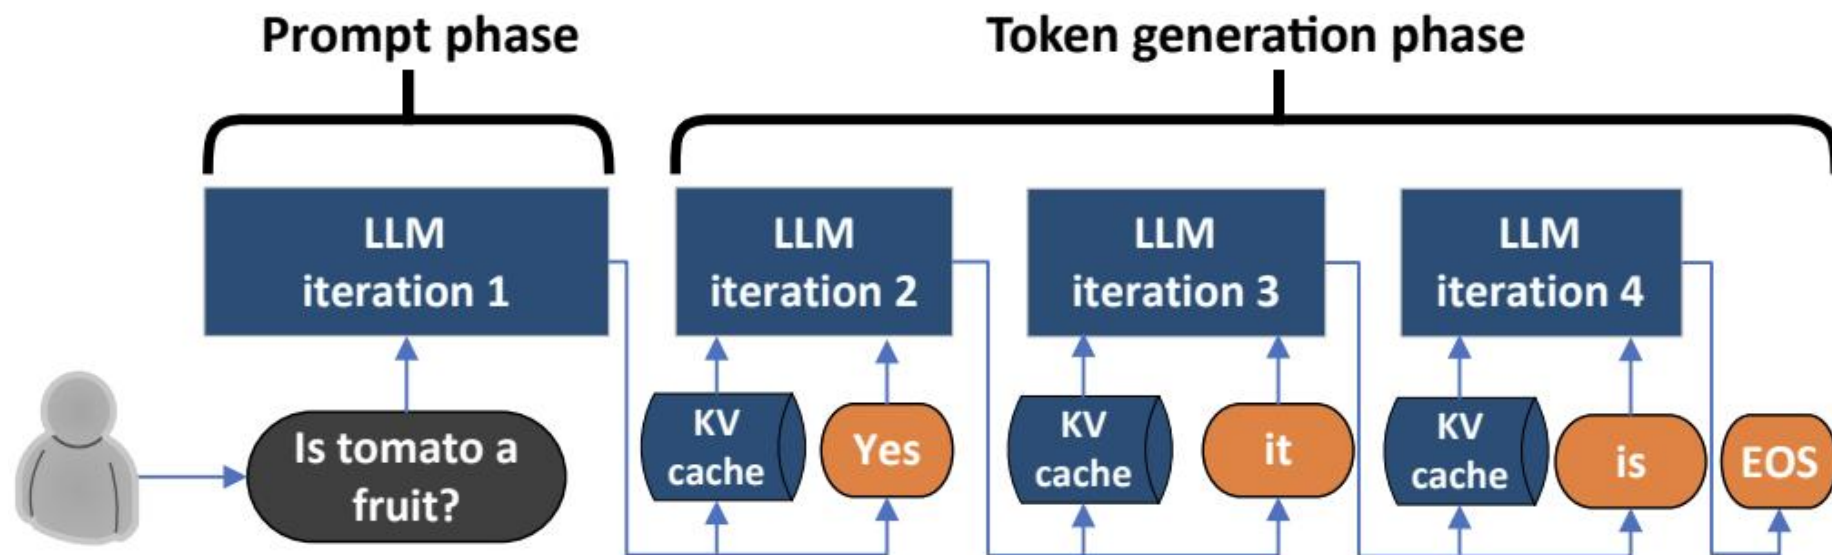 Prompt phase
Token generation phase
LLM
iteration 1
LLM
iteration 2
LLM
iteration 3
LLM
iteration 4
Is tomato a
fruit?
KV
cache
Yes
KV
cache
it
KV
cache
is
EOS